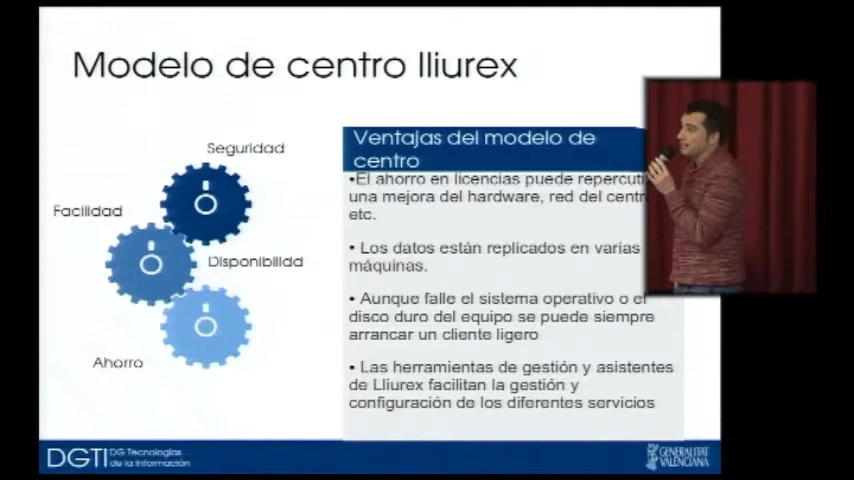 Modelo de centro lliurex
Seguridad
Facilidad
Disponibilidad
Ahorro
Ventajas del modelo de
centro
•El ahorro en licencias puede
una mejora del hardware, red del
etc.
• Los datos están replicados en varias
máquinas.
• Aunque falle el sistema operativo o el
disco duro del equipo se puede siempre
arrancar un cliente ligero
• Las herramientas de gestión y asistentes
de Lliurex facilitan la gestión y
configuración de los diferentes servicios
DGTI DG Tecnologías
de la Información
GENERALITAT
VALENCIANA